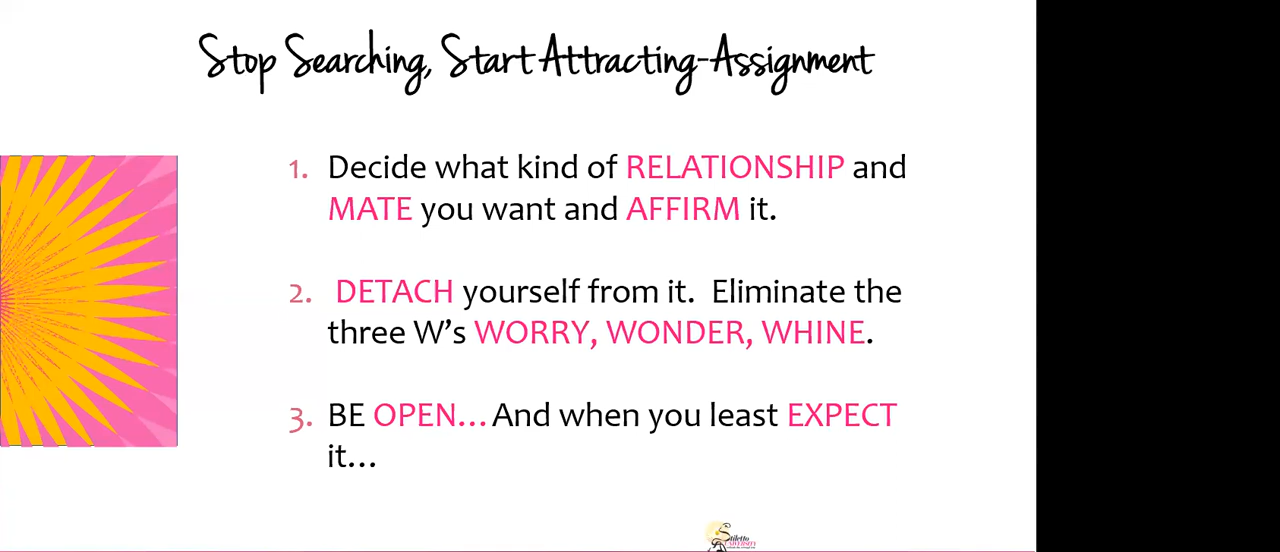 Stop Searching, Start Attracting-Assignment
1. Decide what kind of RELATIONSHIP and
MATE you want and AFFIRM it.
2. DETACH yourself from it. Eliminate the
three W’s WORRY, WONDER, WHINE.
3. BE OPEN... And when you least EXPECT
it...
Stiletto
UNIVERSITY